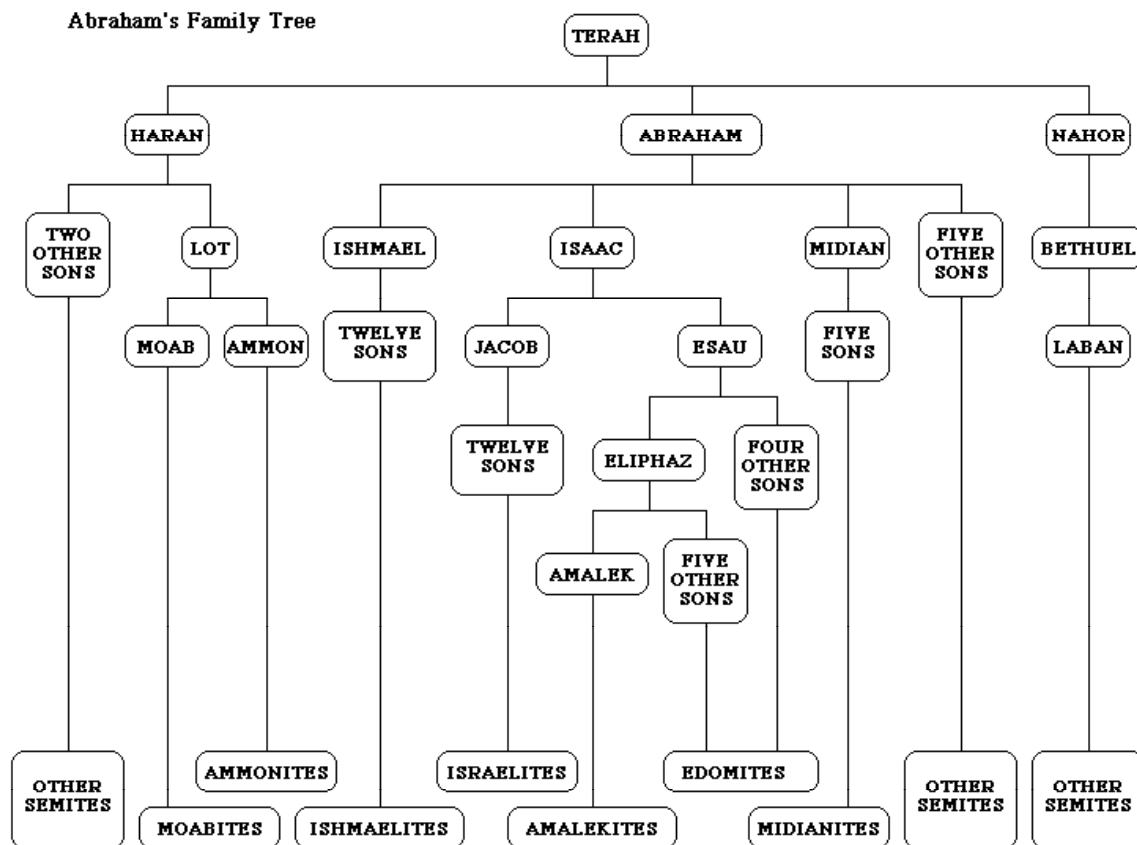 Abraham's Family Tree
TERAH
HARAN
ABRAHAM
NAHOR
TWO
OTHER
SONS
LOT
ISHMAEL
ISAAC
MIDIAN
FIVE
OTHER
SONS
BETHUEL
MOAB
AMMON
TWELVE
SONS
JACOB
ESAU
FIVE
SONS
LABAN
TWELVE
SONS
ELIPHAZ
FOUR
OTHER
SONS
AMALEK
FIVE
OTHER
SONS
OTHER
SEMITES
AMMONITES
ISRAELITES
EDOMITES
OTHER
SEMITES
OTHER
SEMITES
MOABITES
ISHMAELITES
AMALEKITES
MIDIANITES